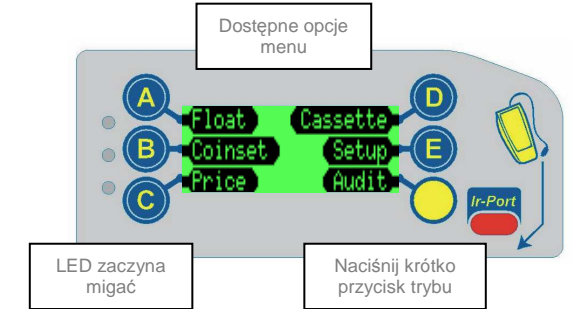 Dostępne opcje
menu
A
D
Float
Cassette
B
Coinset
Setup
E
C
Price
Audit
Ir-Port
LED zaczyna
migać
Naciśnij krótko
przycisk trybu